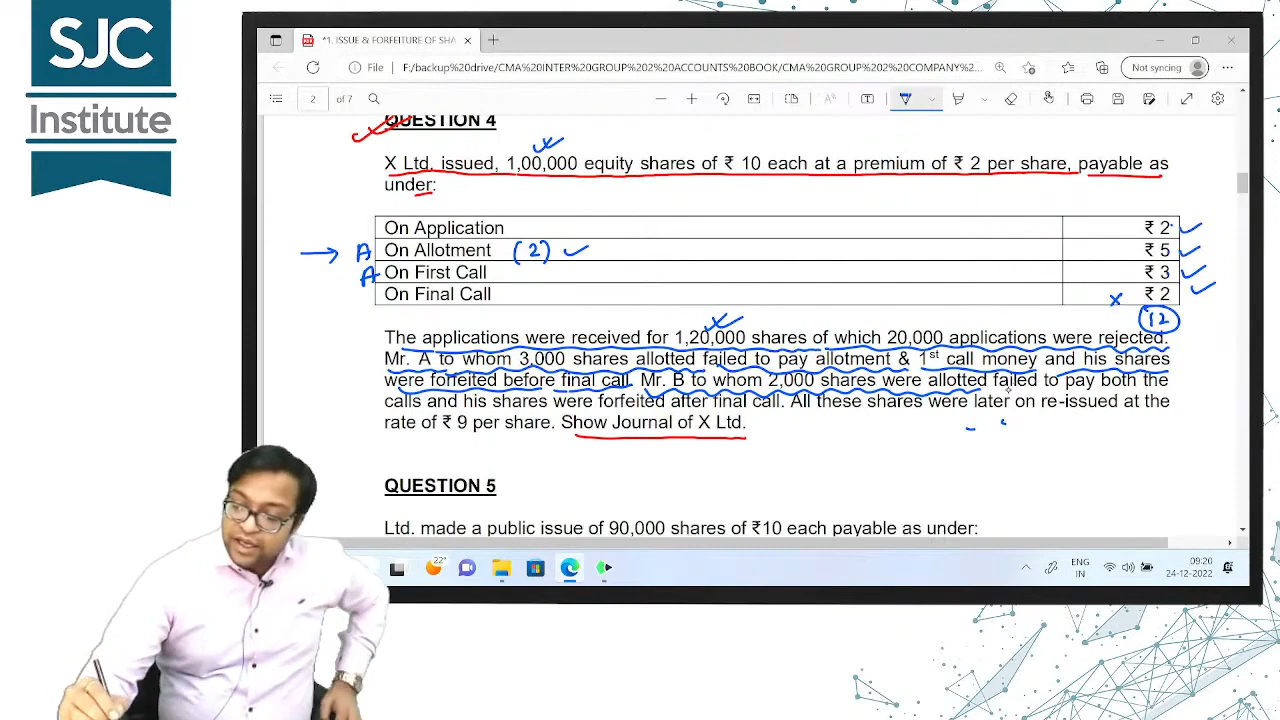 SJC
Institute
*1. ISSUE & FORFEITURE OF SHA
File F:/backup%20drive/CMA%20INTER%20GROUP%202%20ACCOUNTS%20BOOK/CMA%20GROUP%202%20COMPANY%...
Not syncing
2 of 7
QUESTION 4
X Ltd. issued, 1,00,000 equity shares of ₹ 10 each at a premium of ₹ 2 per share, payable as
under:
On Application ₹ 2
A On Allotment (2) ₹ 5
A On First Call ₹ 3
On Final Call ₹ 2
12
The applications were received for 1,20,000 shares of which 20,000 applications were rejected.
Mr. A to whom 3,000 shares allotted failed to pay allotment & 1st call money and his shares
were forfeited before final call. Mr. B to whom 2,000 shares were allotted failed to pay both the
calls and his shares were forfeited after final call. All these shares were later on re-issued at the
rate of ₹ 9 per share. Show Journal of X Ltd.
QUESTION 5
Ltd. made a public issue of 90,000 shares of ₹10 each payable as under:
22°
ENG
IN
09:20
24-12-2022